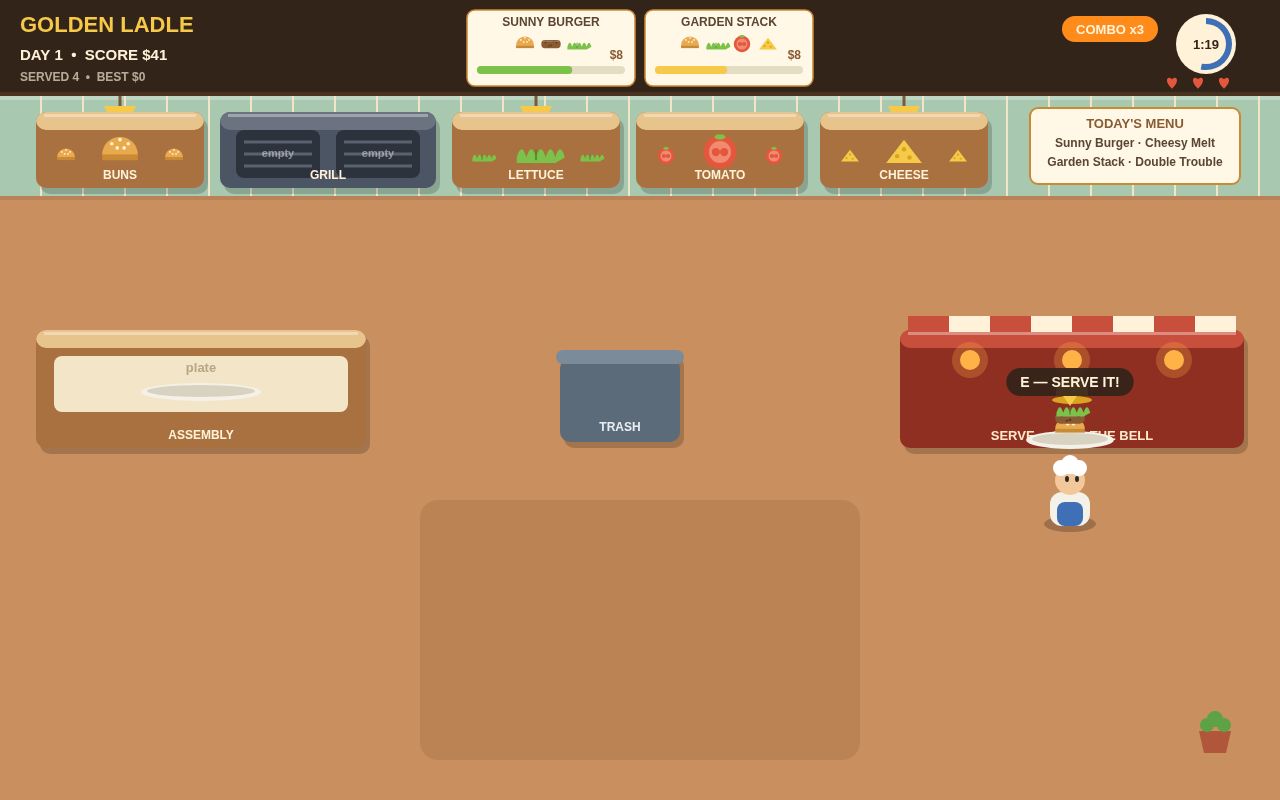 GOLDEN LADLE
DAY 1 • SCORE $41
SERVED 4 • BEST $0
SUNNY BURGER
$8
GARDEN STACK
$8
COMBO x3
1:19
BUNS
empty
empty
GRILL
LETTUCE
TOMATO
CHEESE
TODAY'S MENU
Sunny Burger · Cheesy Melt
Garden Stack · Double Trouble
plate
ASSEMBLY
TRASH
E — SERVE IT!
SERVE THE BELL